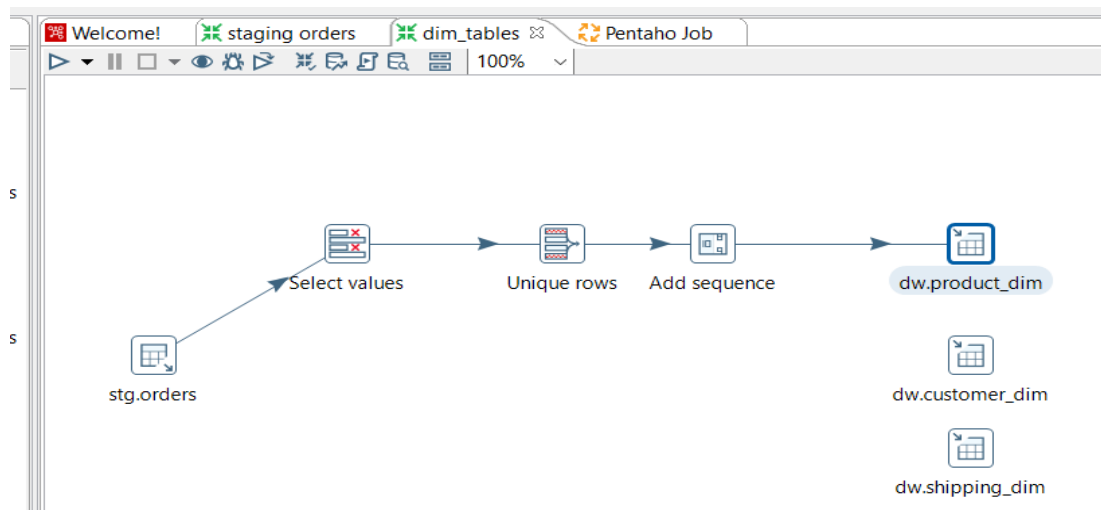 Welcome!
staging orders
dim_tables
Pentaho Job
100%
s
Select values
Unique rows
Add sequence
dw.product_dim
s
stg.orders
dw.customer_dim
dw.shipping_dim